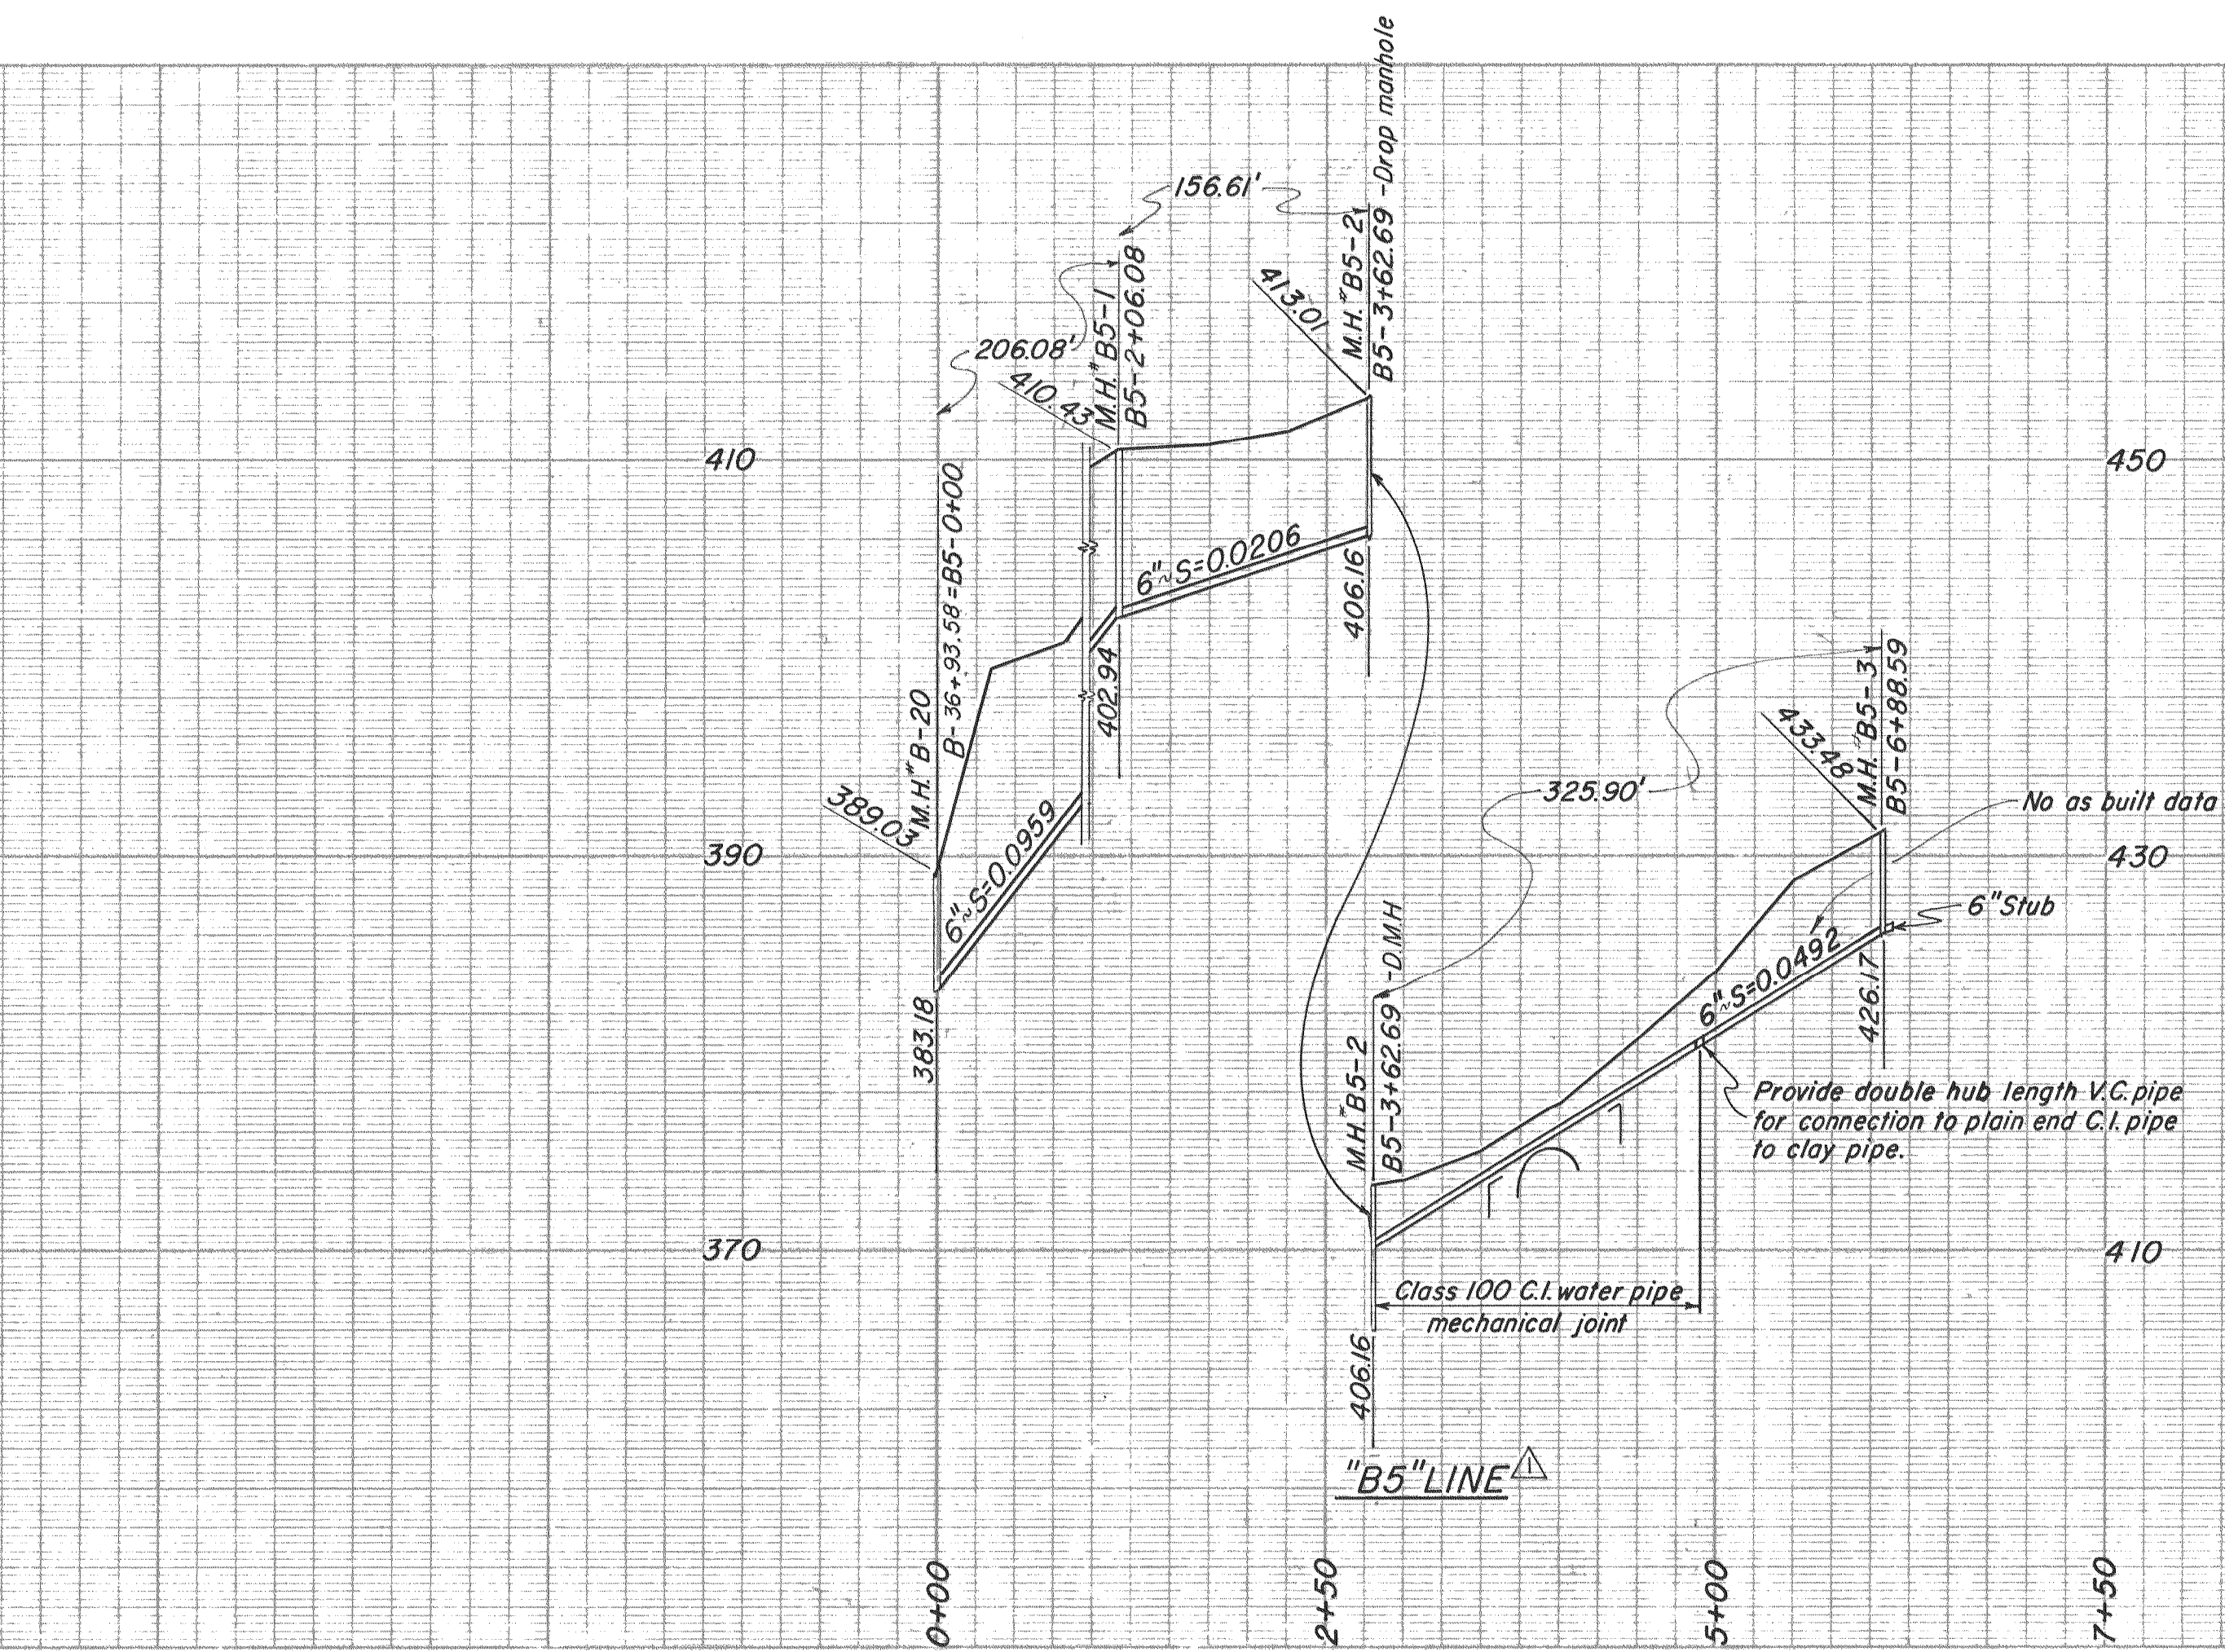 156.61'
M.H."B5-2
B5-3+62.69 -Drop manhole
413.01
206.08'
M.H."B5-1
B5-2+06.08
410.43
410
450
B-36+93.58=B5-0+00
M.H."B-20
389.03
6"~S=0.0206
406.16
402.94
6"~S=0.0959
383.18
390
430
M.H."B5-3
B5-6+88.59
433.48
325.90'
No as built data
6"Stub
6"~S=0.0492
426.17
M.H."B5-2
B5-3+62.69 -D.M.H
Provide double hub length V.C. pipe
for connection to plain end C.I. pipe
to clay pipe.
370
410
Class 100 C.I. water pipe
mechanical joint
406.16
"B5" LINE
1
0+00
2+50
5+00
7+50